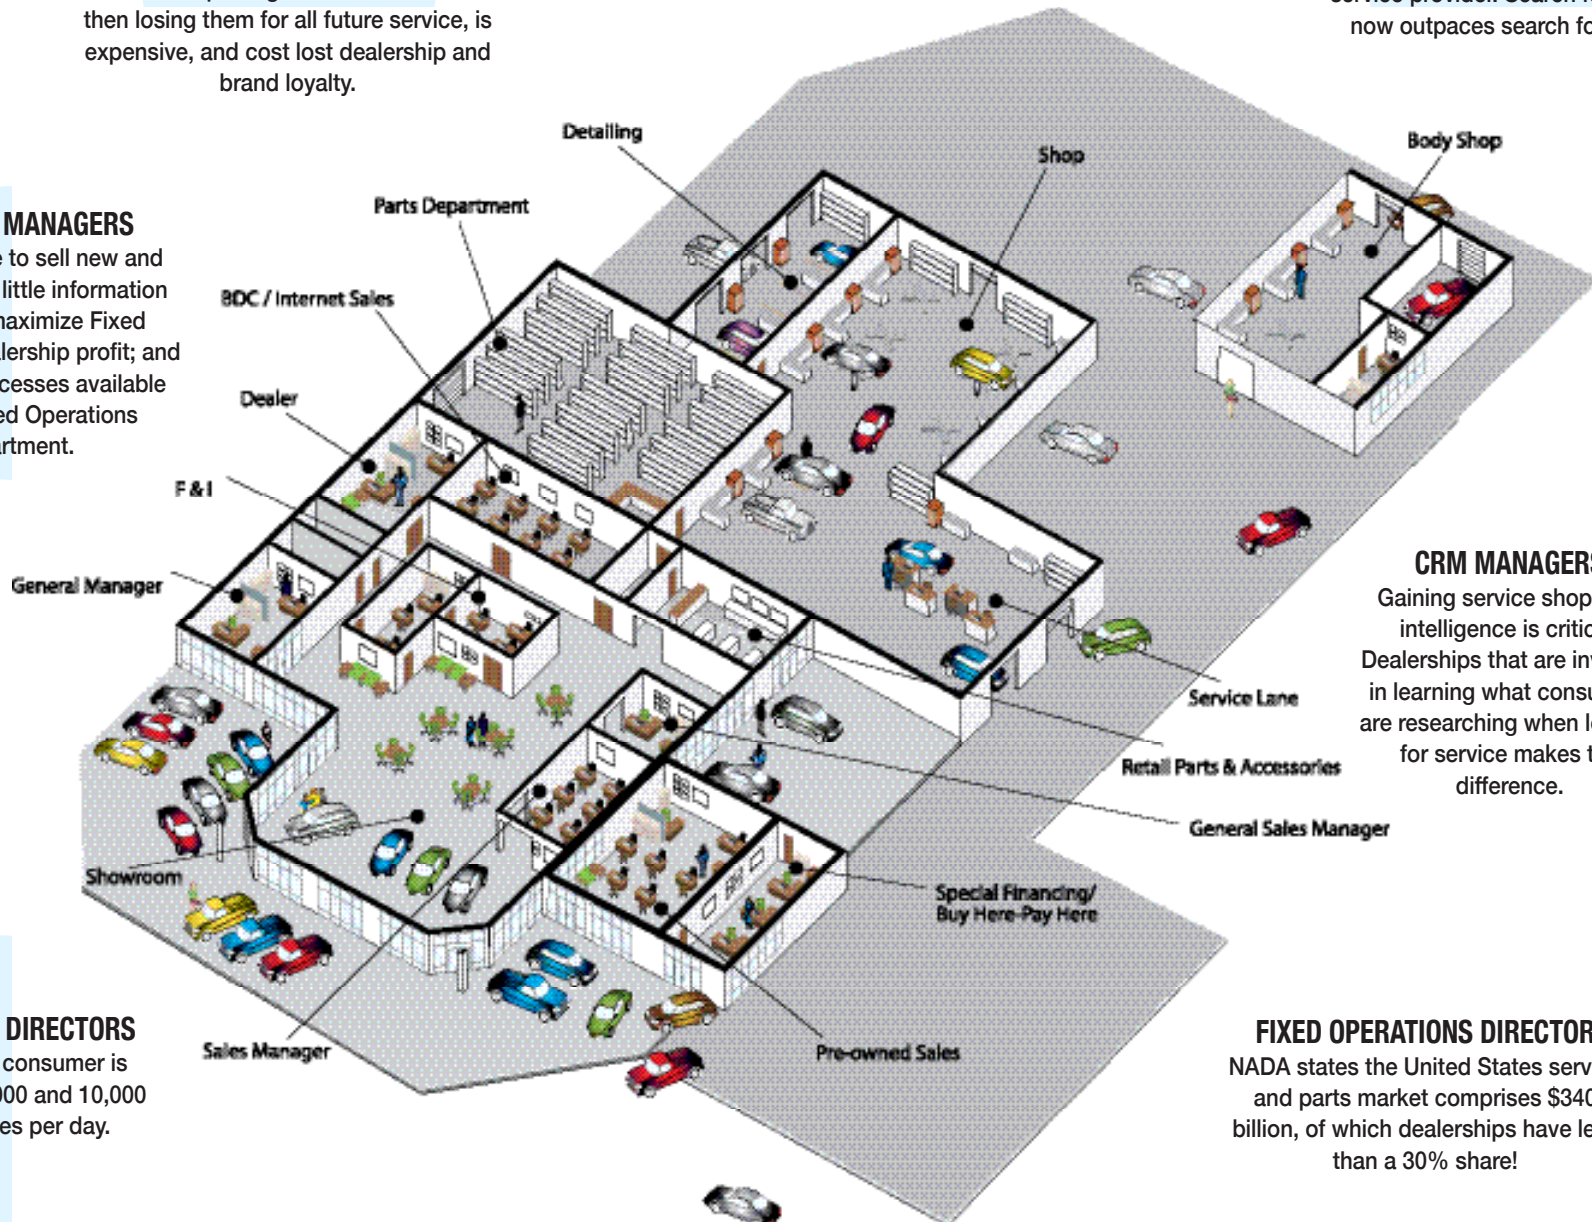 then losing them for all future service, is
expensive, and cost lost dealership and
brand loyalty.
now outpaces search fo
Detailing
Shop
Body Shop
Parts Department
BDC / Internet Sales
Dealer
F & I
General Manager
MANAGERS
e to sell new and
little information
maximize Fixed
alership profit; and
cesses available
ed Operations
artment.
CRM MANAGERS
Gaining service shop
intelligence is critic
Dealerships that are inv
in learning what consu
are researching when lo
for service makes t
difference.
Service Lane
Retail Parts & Accessories
General Sales Manager
Showroom
Special Financing/
Buy Here-Pay Here
Sales Manager
Pre-owned Sales
DIRECTORS
consumer is
000 and 10,000
es per day.
FIXED OPERATIONS DIRECTOR
NADA states the United States serv
and parts market comprises $340
billion, of which dealerships have le
than a 30% share!